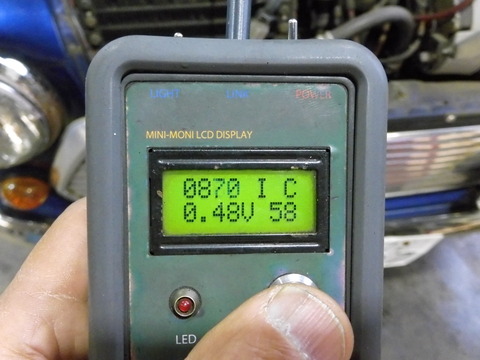 LIGHT LINK POWER
MINI-MONI LCD DISPLAY
0870 I C
0.48V 58
LED